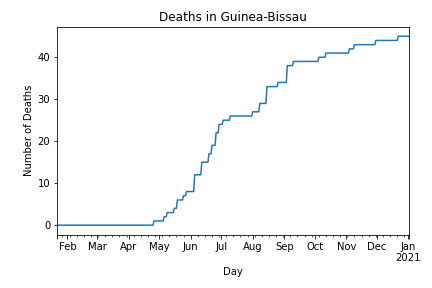 Deaths in Guinea-Bissau
Number of Deaths
40
30
20
10
0
Feb Mar Apr May Jun Jul Aug Sep Oct Nov Dec Jan
2021
Day